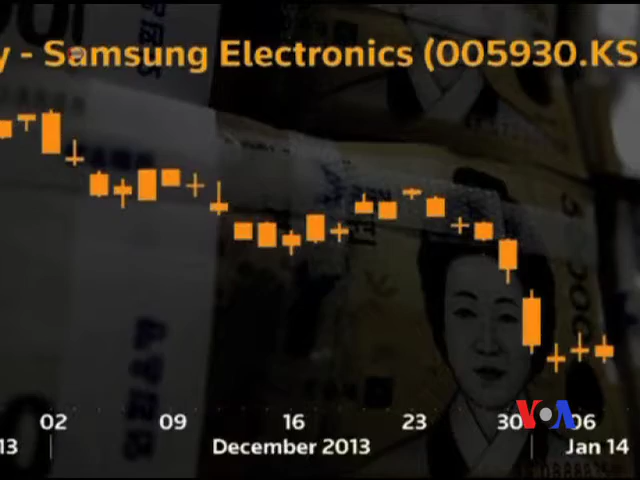 y - Samsung Electronics (005930.KS
02 09 16 23 30 06
13 December 2013 Jan 14
VOA